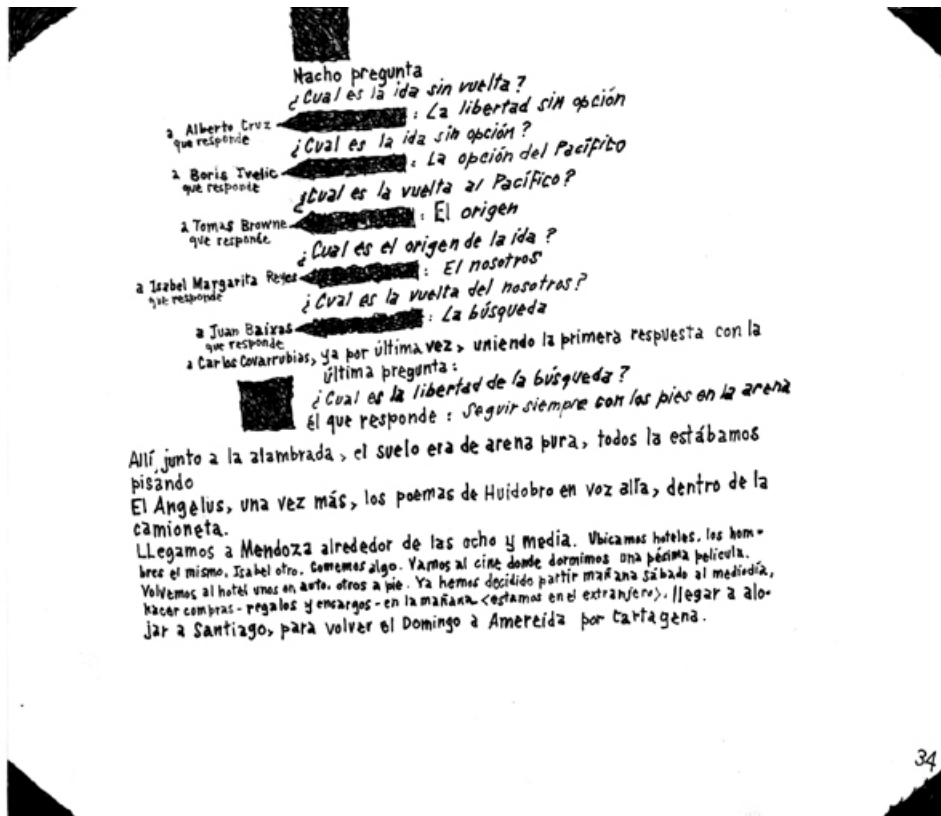 Nacho pregunta
¿Cual es la ida sin vuelta?
a Alberto Cruz : La libertad sin opción
que responde
¿Cual es la ida sin opción?
a Boris Ivelic : La opción del Pacífico
que responde
¿Cual es la vuelta al Pacífico?
a Tomas Browne : El origen
que responde
¿Cual es el origen de la ida?
a Isabel Margarita Reyes : El nosotros
que responde
¿Cual es la vuelta del nosotros?
a Juan Baixas : La búsqueda
que responde
a Carlos Covarrubias, ya por última vez, uniendo la primera respuesta con la
última pregunta:
¿Cual es la libertad de la búsqueda?
él que responde : Seguir siempre con los pies en la arena
Allí, junto a la alambrada, el suelo era de arena pura, todos la estábamos
pisando
El Angelus, una vez más, los poemas de Huidobro en voz alta, dentro de la
camioneta.
LLegamos a Mendoza alrededor de las ocho y media. Ubicamos hoteles, los hom-
bres el mismo, Isabel otro. Comemos algo. Vamos al cine donde dormimos una pésima película.
Volvemos al hotel unos en auto, otros a pie. Ya hemos decidido partir mañana sábado al mediodía,
hacer compras - regalos y encargos - en la mañana <estamos en el extranjero>, llegar a alo-
jar a Santiago, para volver el Domingo a Amereida por Cartagena.
34